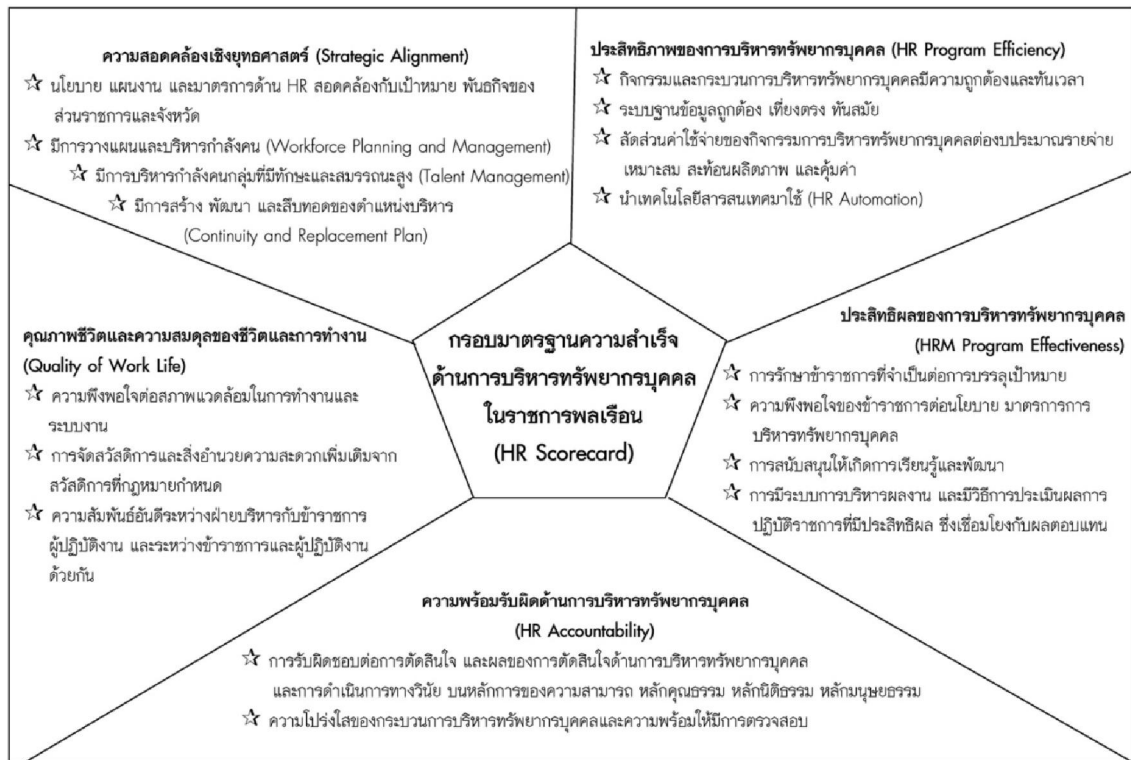 ความสอดคล้องเชิงยุทธศาสตร์ (Strategic Alignment)
☆ นโยบาย แผนงาน และมาตรการด้าน HR สอดคล้องกับเป้าหมาย พันธกิจของ
ส่วนราชการและจังหวัด
☆ มีการวางแผนและบริหารกำลังคน (Workforce Planning and Management)
☆ มีการบริหารกำลังคนกลุ่มที่มีทักษะและสมรรถนะสูง (Talent Management)
☆ มีการสร้าง พัฒนา และสืบทอดของตำแหน่งบริหาร
(Continuity and Replacement Plan)
ประสิทธิภาพของการบริหารทรัพยากรบุคคล (HR Program Efficiency)
☆ กิจกรรมและกระบวนการบริหารทรัพยากรบุคคลมีความถูกต้องและทันเวลา
☆ ระบบฐานข้อมูลถูกต้อง เที่ยงตรง ทันสมัย
☆ สัดส่วนค่าใช้จ่ายของกิจกรรมการบริหารทรัพยากรบุคคลต่องบประมาณรายจ่าย
เหมาะสม สะท้อนผลิตภาพ และคุ้มค่า
☆ นำเทคโนโลยีสารสนเทศมาใช้ (HR Automation)
คุณภาพชีวิตและความสมดุลของชีวิตและการทำงาน
(Quality of Work Life)
☆ ความพึงพอใจต่อสภาพแวดล้อมในการทำงานและ
ระบบงาน
☆ การจัดสวัสดิการและสิ่งอำนวยความสะดวกเพิ่มเติมจาก
สวัสดิการที่กฎหมายกำหนด
☆ ความสัมพันธ์อันดีระหว่างฝ่ายบริหารกับข้าราชการ
ผู้ปฏิบัติงาน และระหว่างข้าราชการและผู้ปฏิบัติงาน
ด้วยกัน
กรอบมาตรฐานความสำเร็จ
ด้านการบริหารทรัพยากรบุคคล
ในราชการพลเรือน
(HR Scorecard)
ประสิทธิผลของการบริหารทรัพยากรบุคคล
(HRM Program Effectiveness)
☆ การรักษาข้าราชการที่จำเป็นต่อการบรรลุเป้าหมาย
☆ ความพึงพอใจของข้าราชการต่อนโยบาย มาตรการการ
บริหารทรัพยากรบุคคล
☆ การสนับสนุนให้เกิดการเรียนรู้และพัฒนา
☆ การมีระบบการบริหารผลงาน และมีวิธีการประเมินผลการ
ปฏิบัติราชการที่มีประสิทธิผล ซึ่งเชื่อมโยงกับผลตอบแทน
ความพร้อมรับผิดด้านการบริหารทรัพยากรบุคคล
(HR Accountability)
☆ การรับผิดชอบต่อการตัดสินใจ และผลของการตัดสินใจด้านการบริหารทรัพยากรบุคคล
และการดำเนินการทางวินัย บนหลักการของความสามารถ หลักคุณธรรม หลักนิติธรรม หลักมนุษยธรรม
☆ ความโปร่งใสของกระบวนการบริหารทรัพยากรบุคคลและความพร้อมให้มีการตรวจสอบ